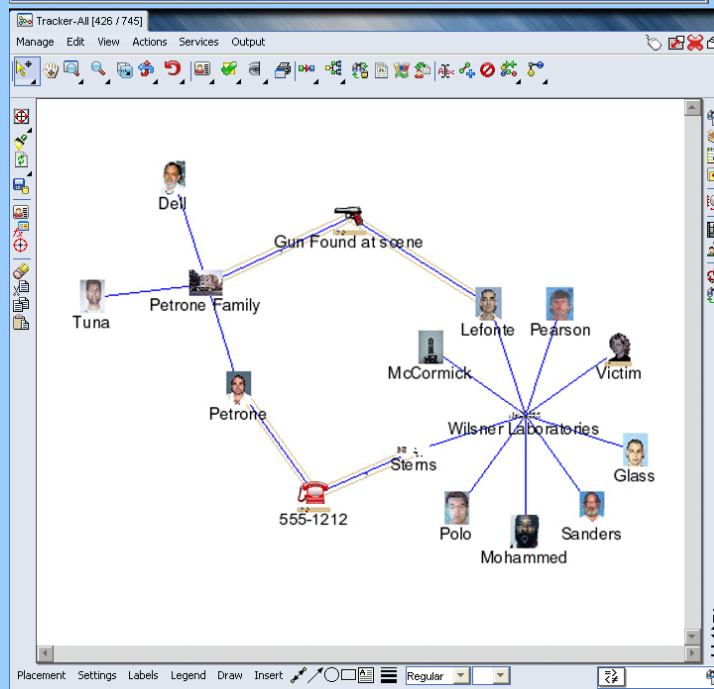 Tracker-All [426 / 745]
Manage Edit View Actions Services Output
Abc
Dell
Gun Found at scene
Petrone Family
Tuna
Lefonte Pearson
McCormick
Victim
Petrone
Wilsner Laboratories
Stems
Glass
555-1212
Polo
Sanders
Mohammed
Placement Settings Labels Legend Draw Insert
A
Regular